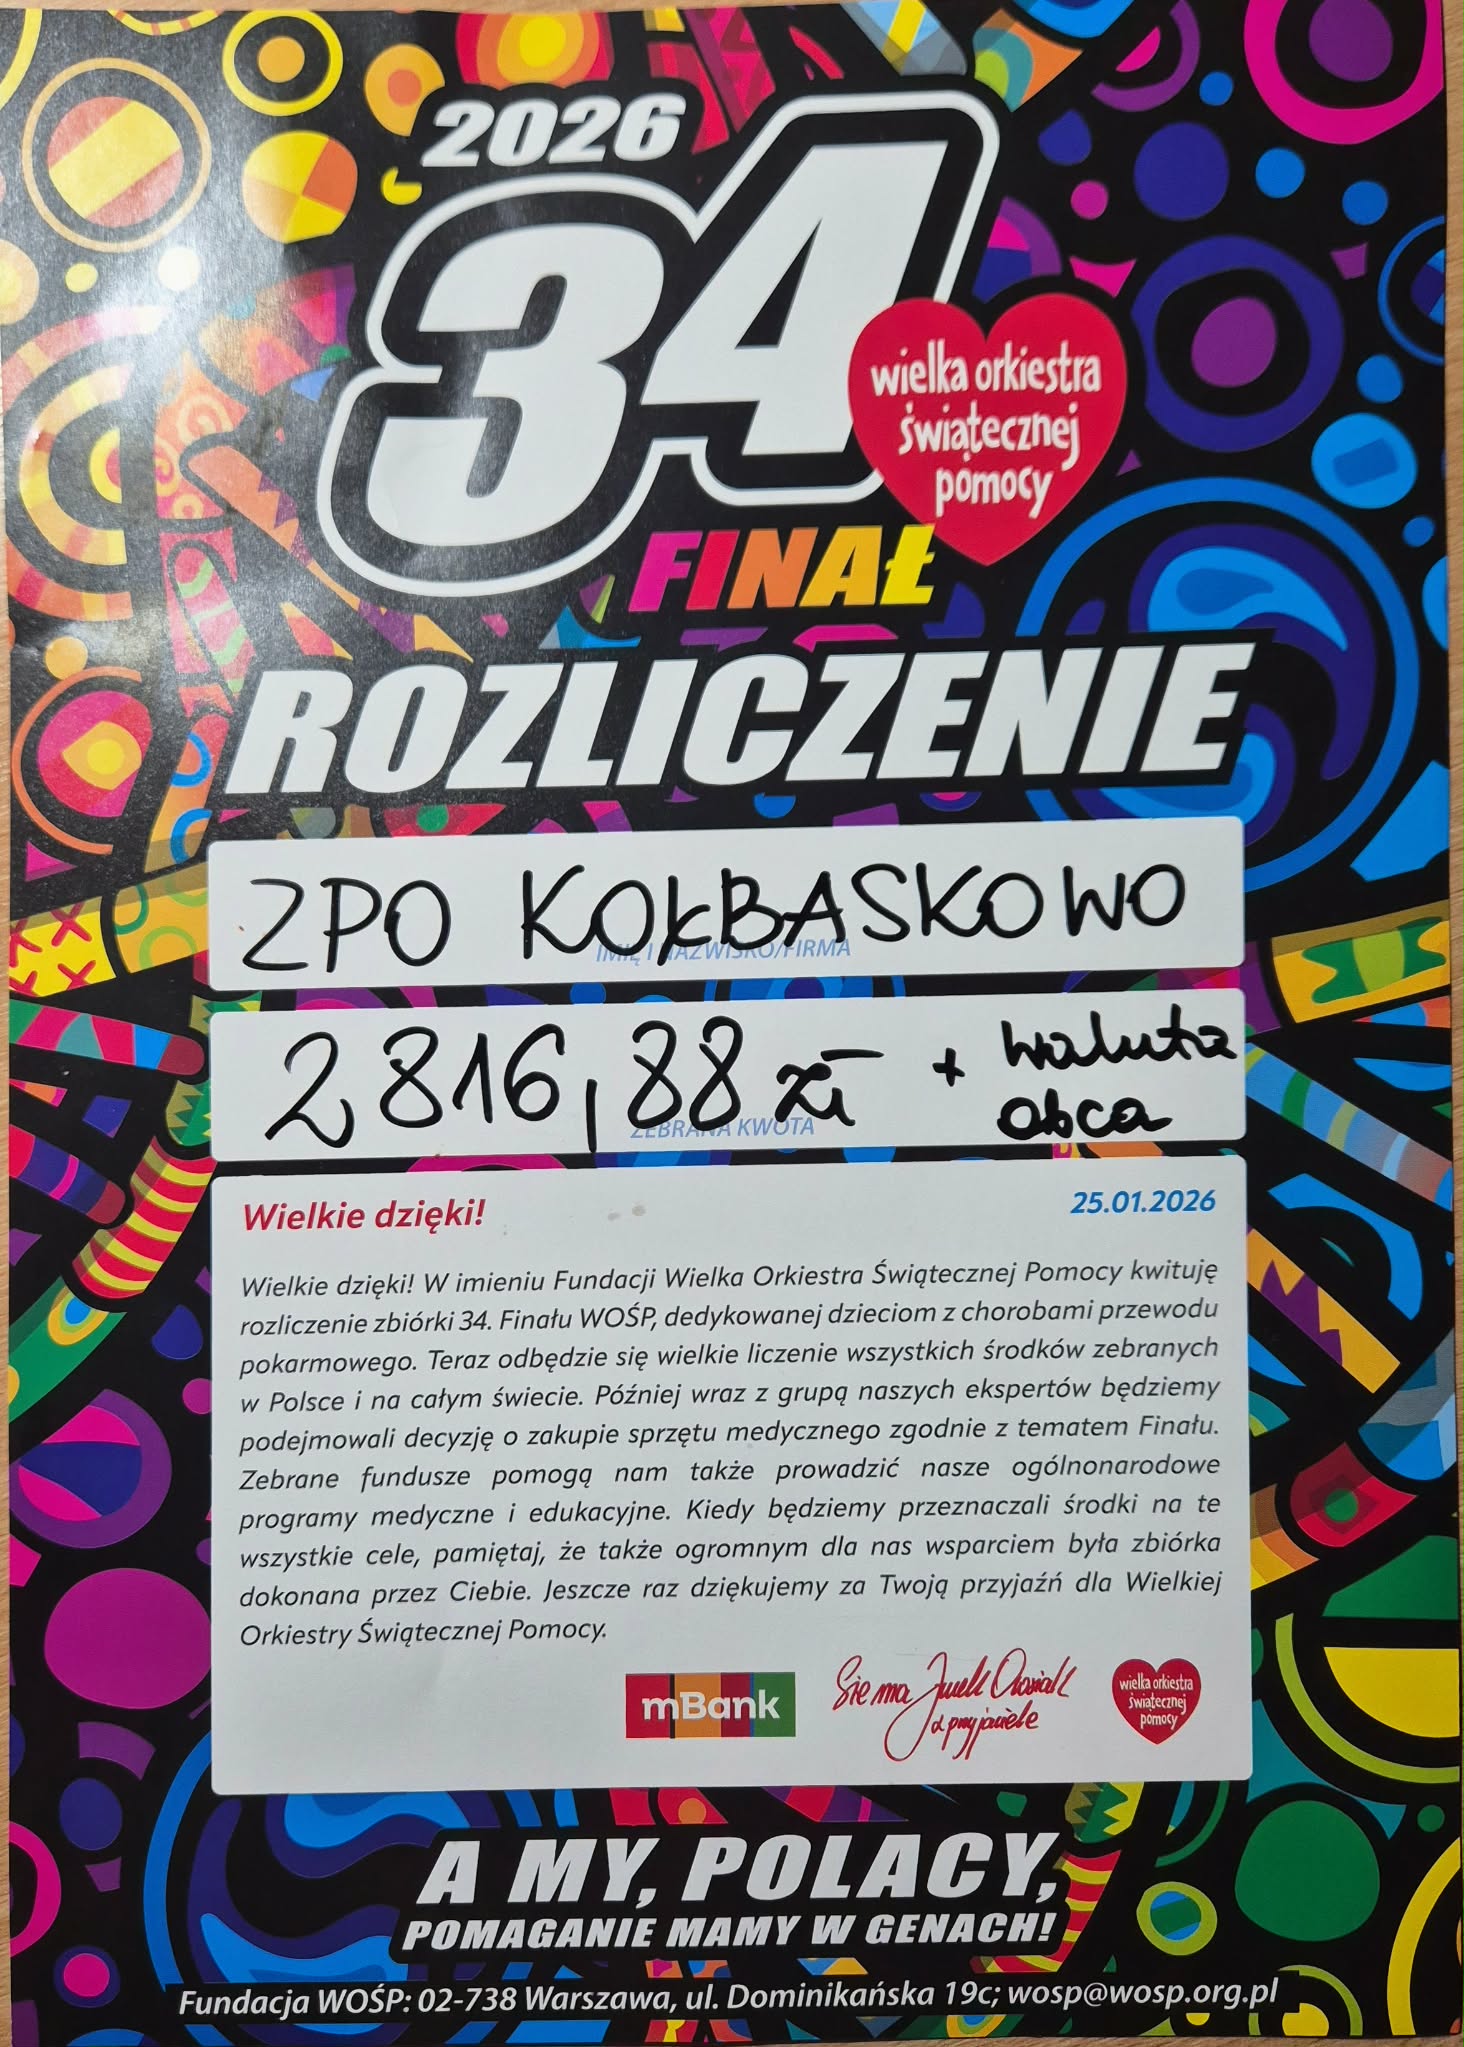 2026
34
wielka orkiestra
świątecznej
pomocy
FINAŁ
ROZLICZENIE
ZPO KOŁBASKOWO
IMIĘ I NAZWISKO/FIRMA
2816,88 zł + waluta
obca
ZEBRANA KWOTA
Wielkie dzięki!
25.01.2026
Wielkie dzięki! W imieniu Fundacji Wielka Orkiestra Świątecznej Pomocy kwituję
rozliczenie zbiórki 34. Finału WOŚP, dedykowanej dzieciom z chorobami przewodu
pokarmowego. Teraz odbędzie się wielkie liczenie wszystkich środków zebranych
w Polsce i na całym świecie. Później wraz z grupą naszych ekspertów będziemy
podejmowali decyzję o zakupie sprzętu medycznego zgodnie z tematem Finału.
Zebrane fundusze pomogą nam także prowadzić nasze ogólnonarodowe
programy medyczne i edukacyjne. Kiedy będziemy przeznaczali środki na te
wszystkie cele, pamiętaj, że także ogromnym dla nas wsparciem była zbiórka
dokonana przez Ciebie. Jeszcze raz dziękujemy za Twoją przyjaźń dla Wielkiej
Orkiestry Świątecznej Pomocy.
mBank
Sie ma Jurek Owsiak
z przyjaciele
wielka orkiestra
świątecznej
pomocy
A MY, POLACY,
POMAGANIE MAMY W GENACH!
Fundacja WOŚP: 02-738 Warszawa, ul. Dominikańska 19c; wosp@wosp.org.pl